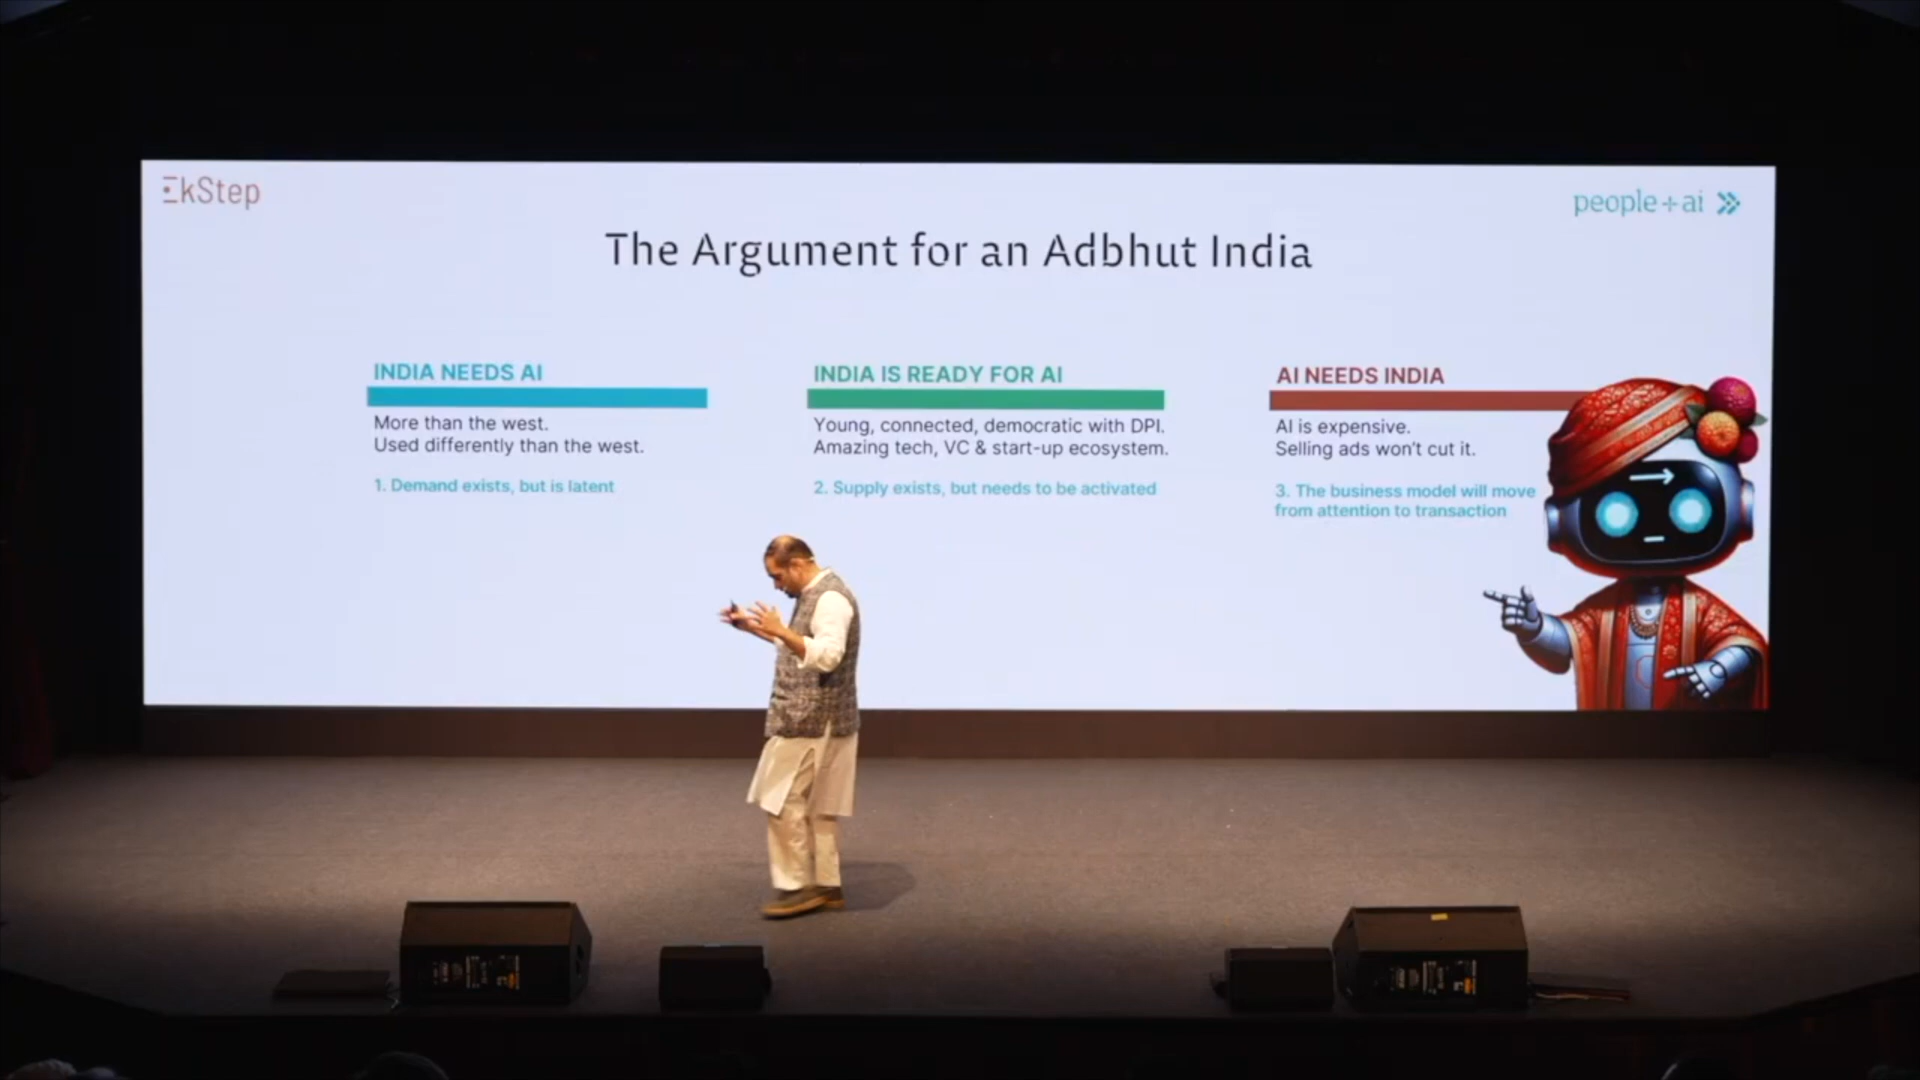 EkStep
people+ai
The Argument for an Adbhut India
INDIA NEEDS AI
More than the west.
Used differently than the west.
1. Demand exists, but is latent
INDIA IS READY FOR AI
Young, connected, democratic with DPI.
Amazing tech, VC & start-up ecosystem.
2. Supply exists, but needs to be activated
AI NEEDS INDIA
AI is expensive.
Selling ads won't cut it.
3. The business model will move
from attention to transaction